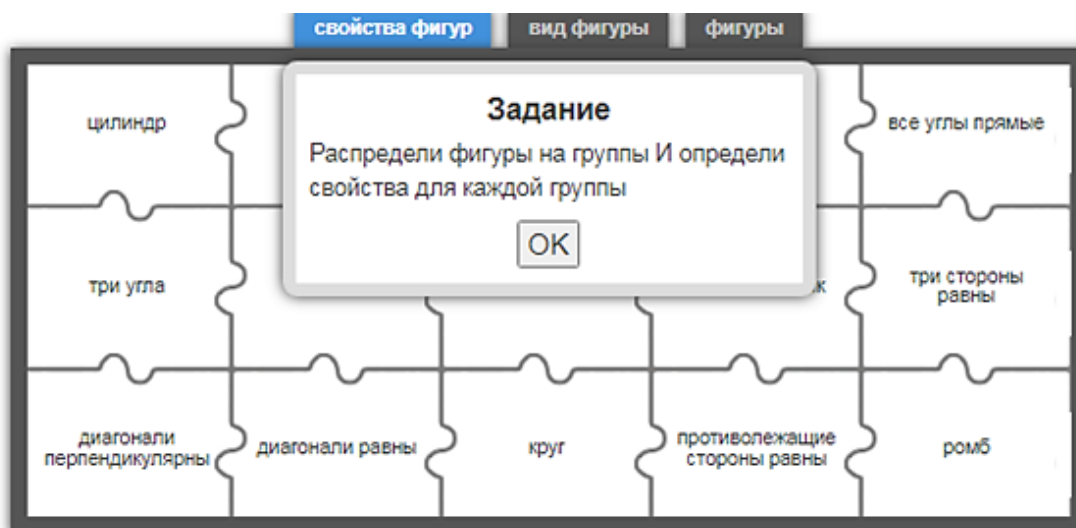 свойства фигур вид фигуры фигуры
Задание
Распредели фигуры на группы И определи
свойства для каждой группы
OK
цилиндр все углы прямые
три угла три стороны
равны
диагонали
перпендикулярны диагонали равны круг противолежащие
стороны равны ромб